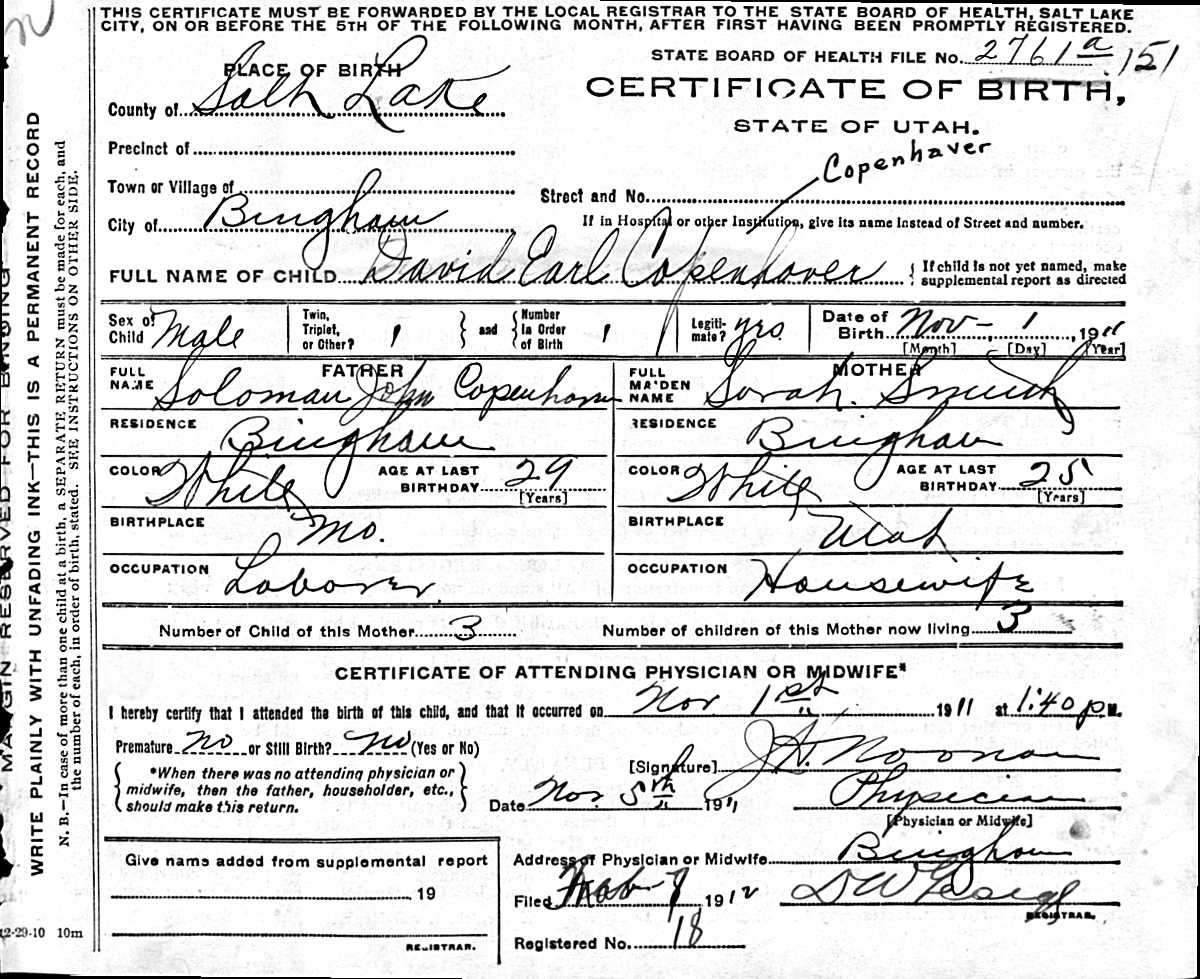 THIS CERTIFICATE MUST BE FORWARDED BY THE LOCAL REGISTRAR TO THE STATE BOARD OF HEALTH, SALT LAKE
CITY, ON OR BEFORE THE 5TH OF THE FOLLOWING MONTH, AFTER FIRST HAVING BEEN PROMPTLY REGISTERED.
STATE BOARD OF HEALTH FILE No. 2761a 151
PLACE OF BIRTH
CERTIFICATE OF BIRTH,
STATE OF UTAH.
County of Salt Lake
Precinct of
Copenhaver
Town or Village of
Street and No.
City of Bingham
If in Hospital or other Institution, give its name instead of Street and number.
FULL NAME OF CHILD David Earl Copenhaver { If child is not yet named, make
supplemental report as directed
Sex of Child Male
Twin, Triplet, or Other? 1 } and { Number In Order of Birth 1
Legiti-mate? yes
Date of Birth Nov - 1, 1911
[Month] [Day] [Year]
FATHER
FULL NAME Soloman John Copenhaver
RESIDENCE Bingham
COLOR White AGE AT LAST BIRTHDAY 29 [Years]
BIRTHPLACE Mo.
OCCUPATION Laborer
MOTHER
FULL MAIDEN NAME Sarah. Smith
RESIDENCE Bingham
COLOR White AGE AT LAST BIRTHDAY 25 [Years]
BIRTHPLACE Utah
OCCUPATION Housewife
Number of Child of this Mother 3 Number of children of this Mother now living 3
CERTIFICATE OF ATTENDING PHYSICIAN OR MIDWIFE*
I hereby certify that I attended the birth of this child, and that it occurred on Nov 1st 1911 at 1:40 p M.
Premature no or Still Birth? no (Yes or No)
{ *When there was no attending physician or
midwife, then the father, householder, etc.,
should make this return. }
[Signature] J.H. Noonan
Date Nov 5th 1911 Physician
[Physician or Midwife]
Give name added from supplemental report
19
REGISTRAR.
Address of Physician or Midwife Bingham
Filed 1912
REGISTRAR.
Registered No. 18
MARGIN RESERVED FOR BINDING
WRITE PLAINLY WITH UNFADING INK—THIS IS A PERMANENT RECORD
N. B.—In case of more than one child at a birth, a SEPARATE RETURN must be made for each, and
the number of each, in order of birth, stated. SEE INSTRUCTIONS ON OTHER SIDE.
12-29-10 10m